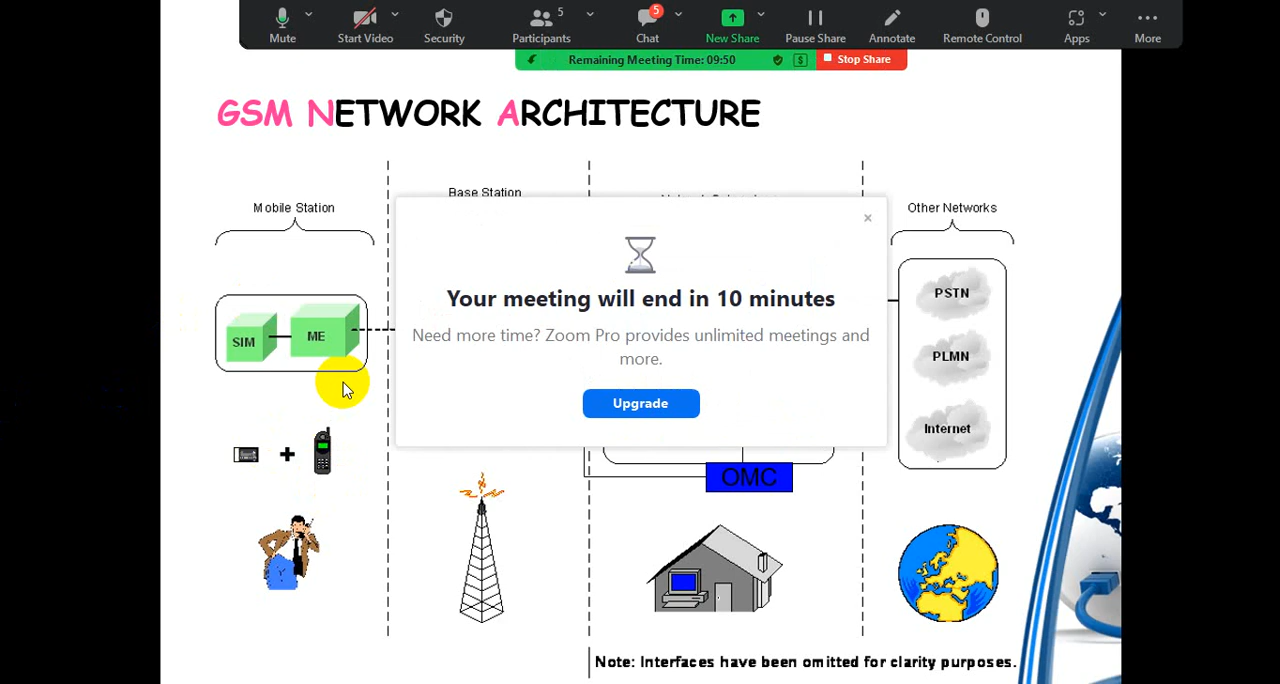 5
5
Mute
Start Video
Security
Participants
Chat
New Share
Pause Share
Annotate
Remote Control
Apps
More
Remaining Meeting Time: 09:50
Stop Share
GSM NETWORK ARCHITECTURE
Mobile Station
Base Station
Other Networks
SIM
ME
Your meeting will end in 10 minutes
Need more time? Zoom Pro provides unlimited meetings and
more.
Upgrade
PSTN
PLMN
Internet
OMC
Note: Interfaces have been omitted for clarity purposes.